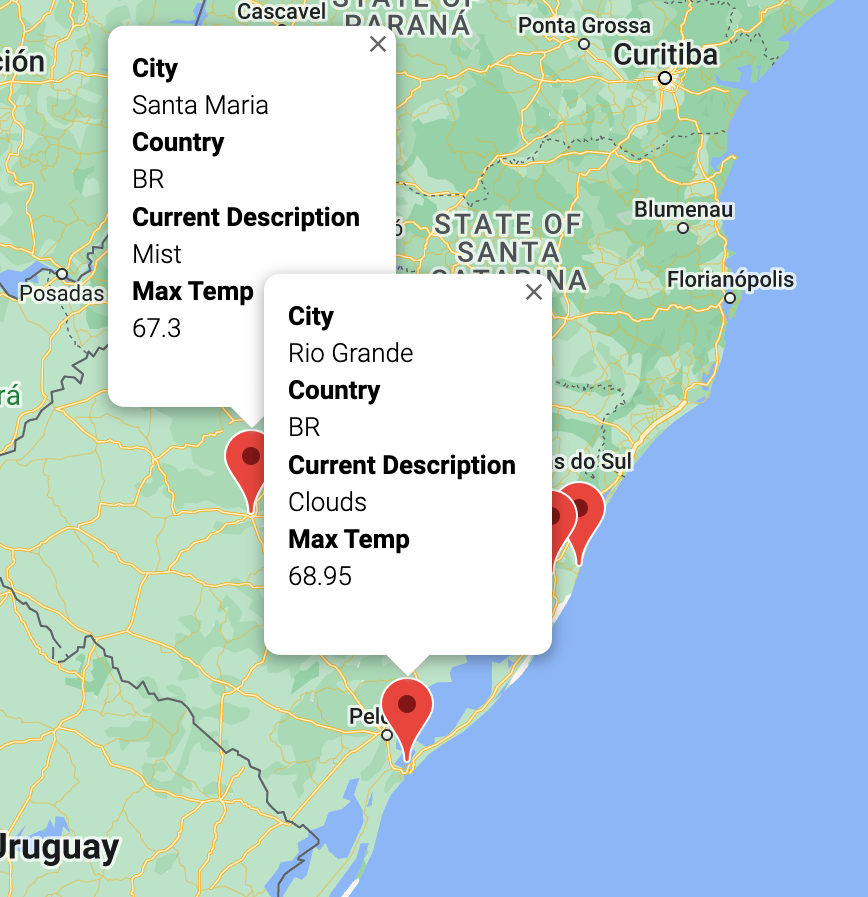 Cascavel
STATE OF
PARANÁ
Ponta Grossa
Curitiba
ción
City
Santa Maria
Country
BR
Current Description
Mist
Max Temp
67.3
Blumenau
STATE OF
SANTA
CATARINA
Florianópolis
Posadas
City
Rio Grande
Country
BR
Current Description
Clouds
Max Temp
68.95
rá
s do Sul
Pelo
Uruguay